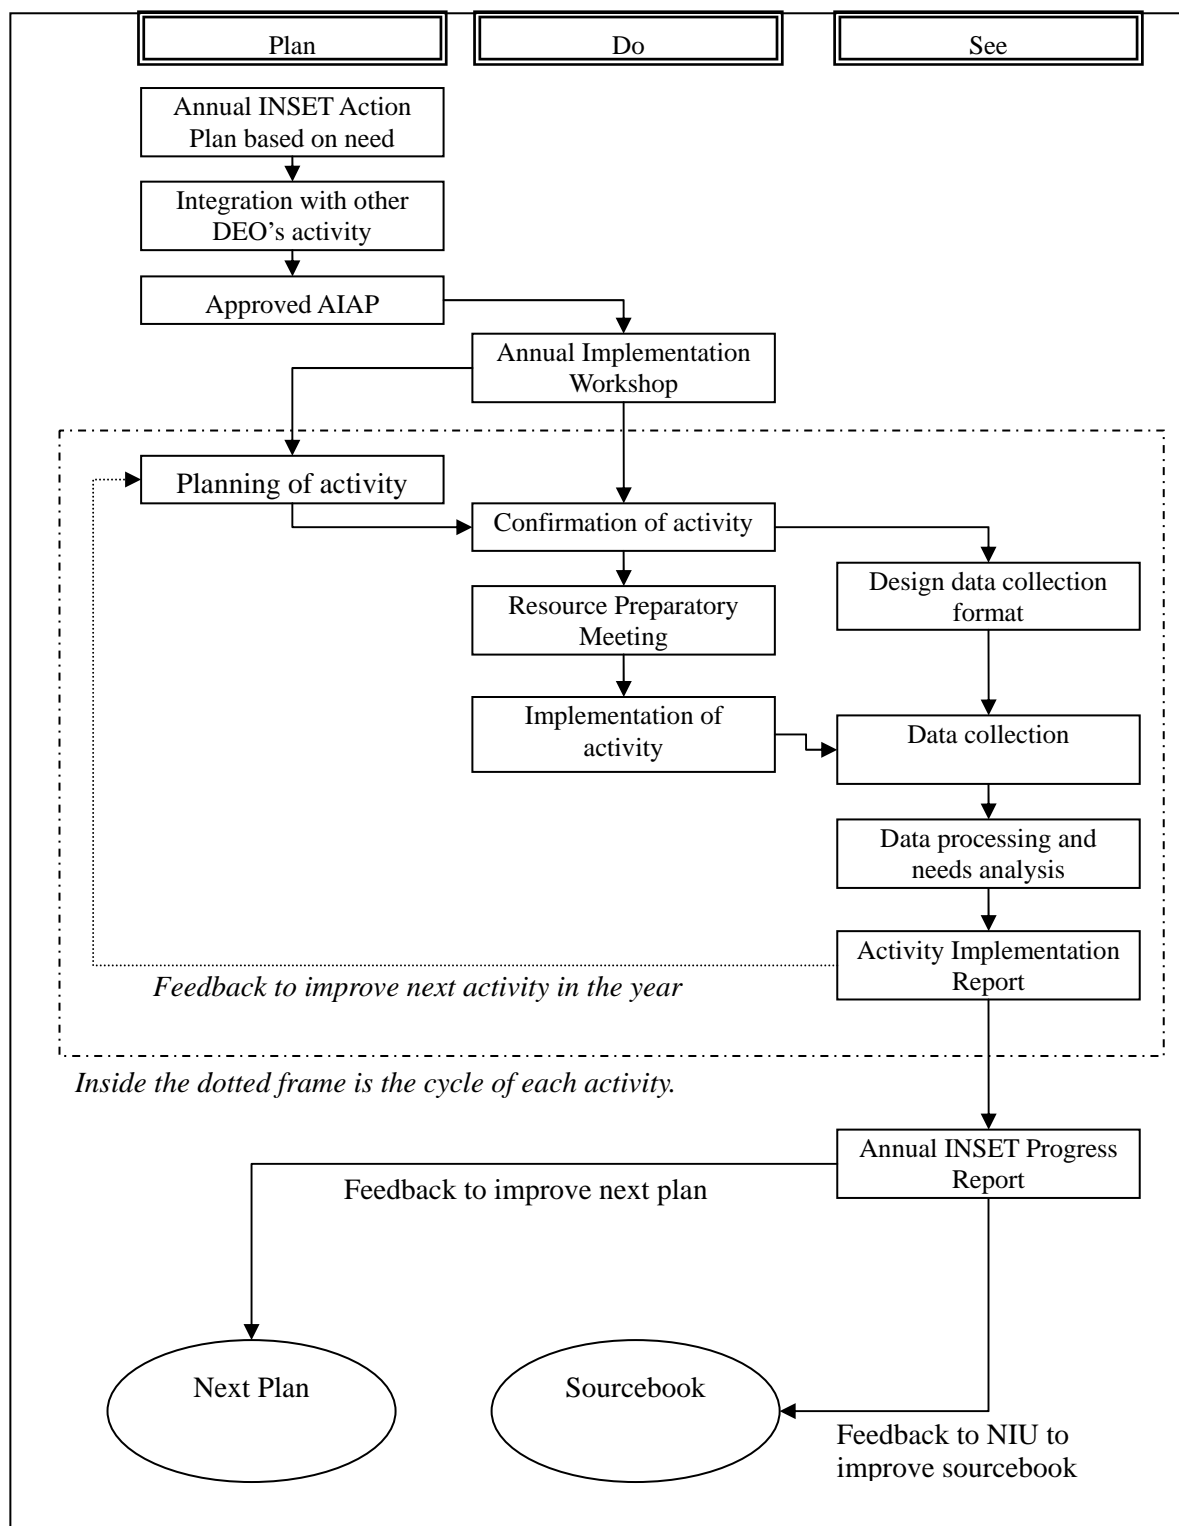 Plan
Do
See
Annual INSET Action
Plan based on need
Integration with other
DEO's activity
Approved AIAP
Annual Implementation
Workshop
Planning of activity
Confirmation of activity
Design data collection
format
Resource Preparatory
Meeting
Implementation of
activity
Data collection
Data processing and
needs analysis
Activity Implementation
Report
Feedback to improve next activity in the year
Inside the dotted frame is the cycle of each activity.
Annual INSET Progress
Report
Feedback to improve next plan
Next Plan
Sourcebook
Feedback to NIU to
improve sourcebook